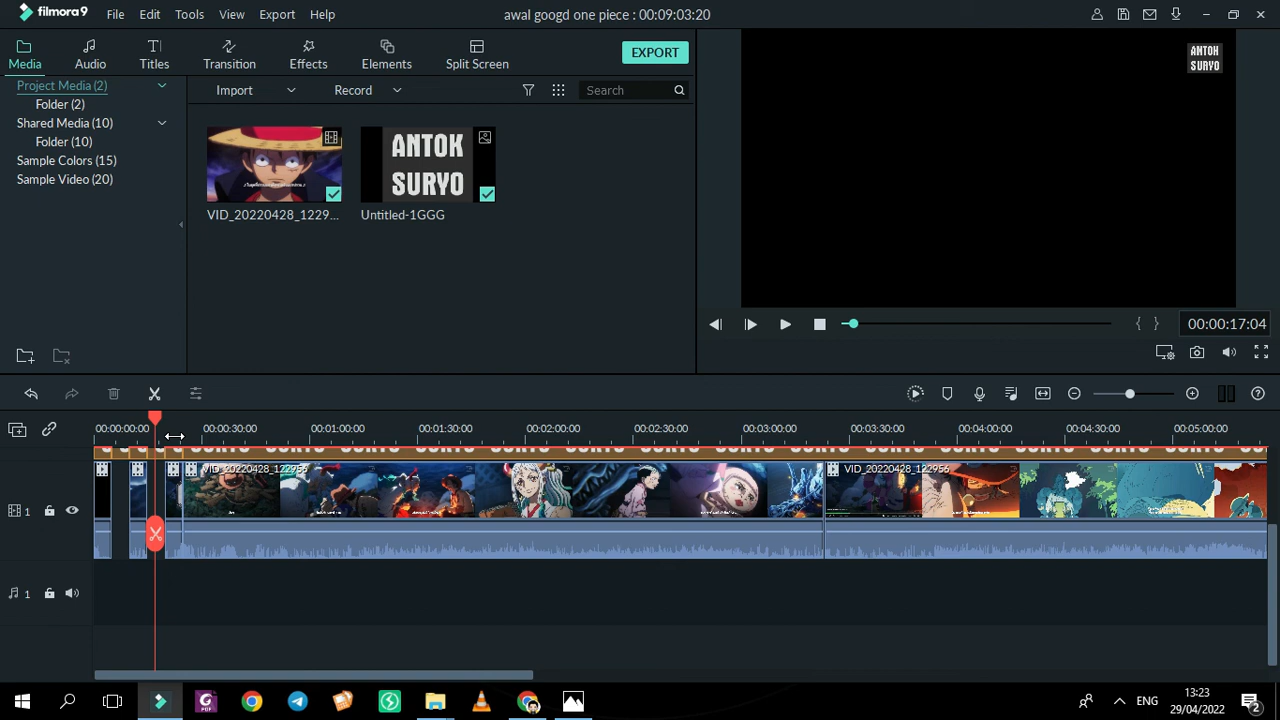 filmora9
File
Edit
Tools
View
Export
Help
awal googd one piece : 00:09:03:20
Media
Audio
Titles
Transition
Effects
Elements
Split Screen
EXPORT
Project Media (2)
Folder (2)
Shared Media (10)
Folder (10)
Sample Colors (15)
Sample Video (20)
Import
Record
Search
ANTOK
SURYO
VID_20220428_1229...
Untitled-1GGG
ANTOK
SURYO
00:00:17:04
00:00:00:00
00:00:30:00
00:01:00:00
00:01:30:00
00:02:00:00
00:02:30:00
00:03:00:00
00:03:30:00
00:04:00:00
00:04:30:00
00:05:00:00
VID_20220428_122956
VID_20220428_122956
1
1
ENG
13:23
29/04/2022
2